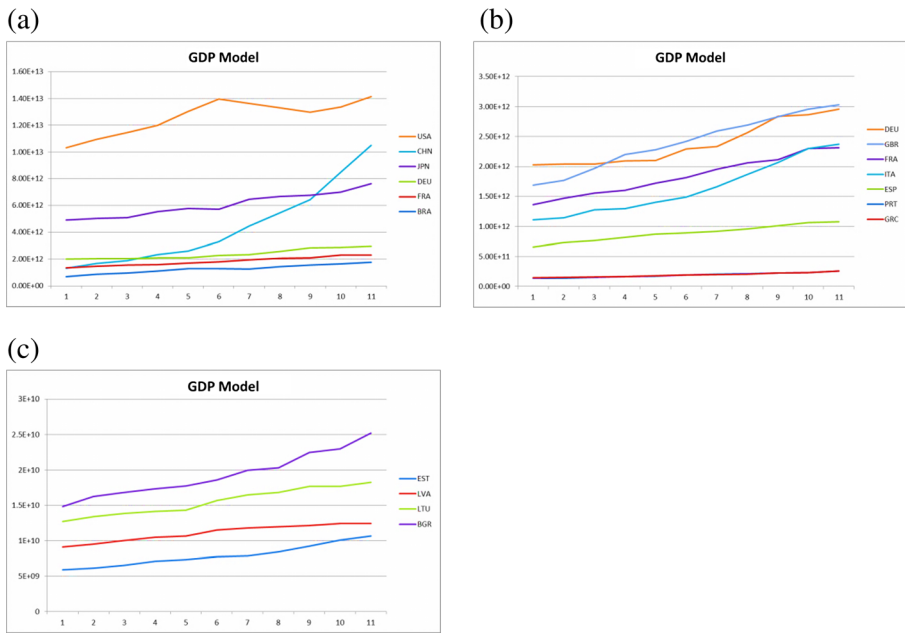 (a)
GDP Model
1.60E+13
1.40E+13
1.20E+13
1.00E+13
8.00E+12
6.00E+12
4.00E+12
2.00E+12
0.00E+00
1 2 3 4 5 6 7 8 9 10 11
USA
CHN
JPN
DEU
FRA
BRA
(b)
GDP Model
3.50E+12
3.00E+12
2.50E+12
2.00E+12
1.50E+12
1.00E+12
5.00E+11
0.00E+00
1 2 3 4 5 6 7 8 9 10 11
DEU
GBR
FRA
ITA
ESP
PRT
GRC
(c)
GDP Model
3E+10
2.5E+10
2E+10
1.5E+10
1E+10
5E+09
0
1 2 3 4 5 6 7 8 9 10 11
EST
LVA
LTU
BGR